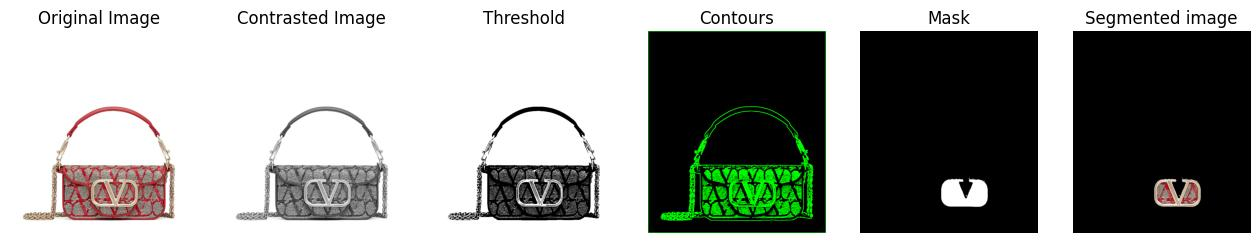 Original Image
Contrasted Image
Threshold
Contours
Mask
Segmented image